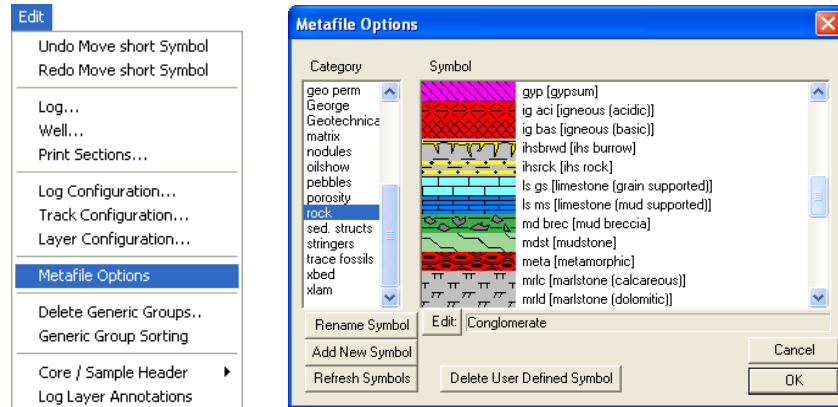 Edit
Undo Move short Symbol
Redo Move short Symbol
Log...
Well...
Print Sections...
Log Configuration...
Track Configuration...
Layer Configuration...
Metafile Options
Delete Generic Groups..
Generic Group Sorting
Core / Sample Header
Log Layer Annotations
Metafile Options
Category
geo perm
George
Geotechnica
matrix
nodules
oilshow
pebbles
porosity
rock
sed. structs
stringers
trace fossils
xbed
xlam
Symbol
gyp [gypsum]
ig aci [igneous (acidic)]
ig bas [igneous (basic)]
ihsbrwd [ihs burrow]
ihsrck [ihs rock]
ls gs [limestone (grain supported)]
ls ms [limestone (mud supported)]
md brec [mud breccia]
mdst [mudstone]
meta [metamorphic]
mrlc [marlstone (calcareous)]
mrld [marlstone (dolomitic)]
Rename Symbol
Edit: Conglomerate
Add New Symbol
Cancel
Refresh Symbols
Delete User Defined Symbol
OK